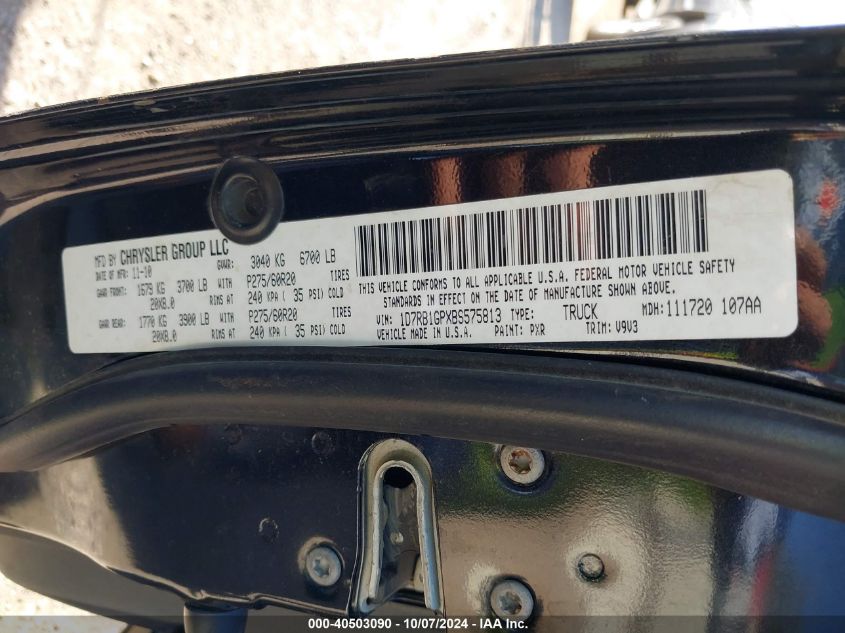 MFD BY CHRYSLER GROUP LLC
DATE OF MFR: 11-10 GVWR: 3040 KG 6700 LB
GAWR FRONT: 1679 KG 3700 LB WITH P275/60R20 TIRES
20X8.0 RIMS AT 240 KPA ( 35 PSI) COLD
GAWR REAR: 1770 KG 3900 LB WITH P275/60R20 TIRES
20X8.0 RIMS AT 240 KPA ( 35 PSI) COLD
THIS VEHICLE CONFORMS TO ALL APPLICABLE U.S.A. FEDERAL MOTOR VEHICLE SAFETY
STANDARDS IN EFFECT ON THE DATE OF MANUFACTURE SHOWN ABOVE.
VIN: 1D7RB1GPXBS575813 TYPE: TRUCK MDH: 111720 107AA
VEHICLE MADE IN U.S.A. PAINT: PXR TRIM: V9V3
000-40503090 - 10/07/2024 - IAA Inc.